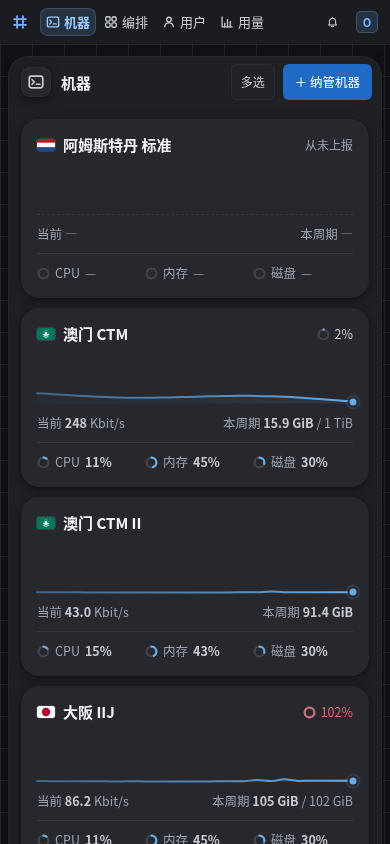 机器 编排 用户 用量 O
机器 多选 + 纳管机器
阿姆斯特丹 标准 从未上报
当前 — 本周期 —
CPU — 内存 — 磁盘 —
澳门 CTM 2%
当前 248 Kbit/s 本周期 15.9 GiB / 1 TiB
CPU 11% 内存 45% 磁盘 30%
澳门 CTM II
当前 43.0 Kbit/s 本周期 91.4 GiB
CPU 15% 内存 43% 磁盘 30%
大阪 IIJ 102%
当前 86.2 Kbit/s 本周期 105 GiB / 102 GiB
CPU 11% 内存 45% 磁盘 30%